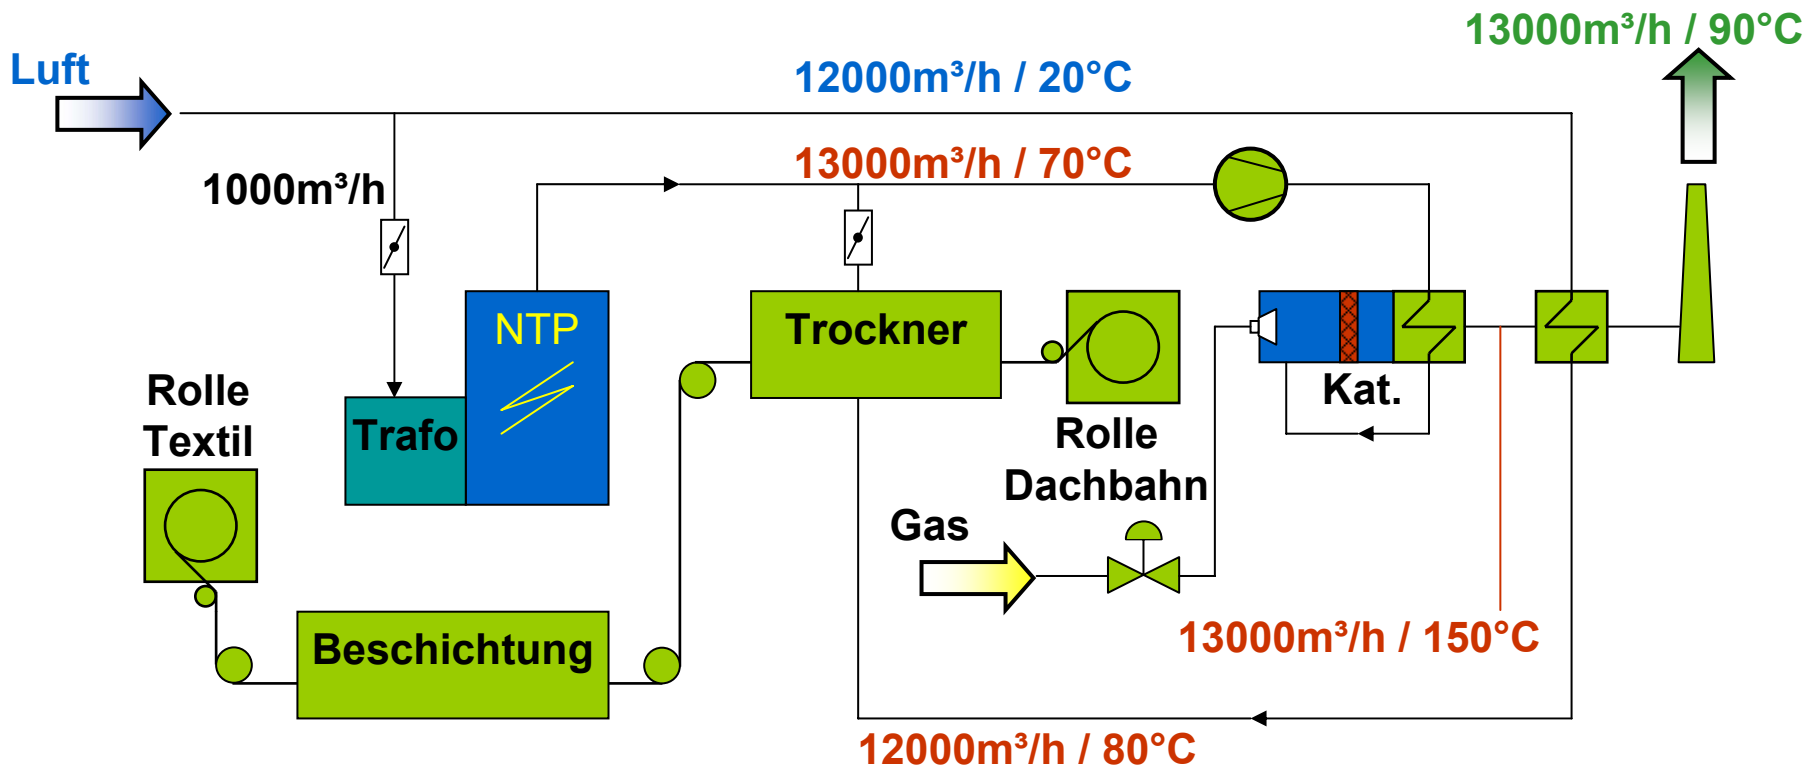 13000m³/h / 90°C
Luft
12000m³/h / 20°C
13000m³/h / 70°C
1000m³/h
NTP
Trockner
Rolle
Textil
Trafo
Kat.
Rolle
Dachbahn
Gas
Beschichtung
13000m³/h / 150°C
12000m³/h / 80°C